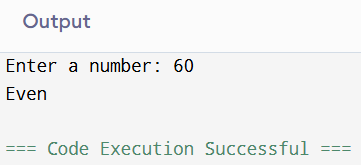 Output
Enter a number: 60
Even
=== Code Execution Successful ===